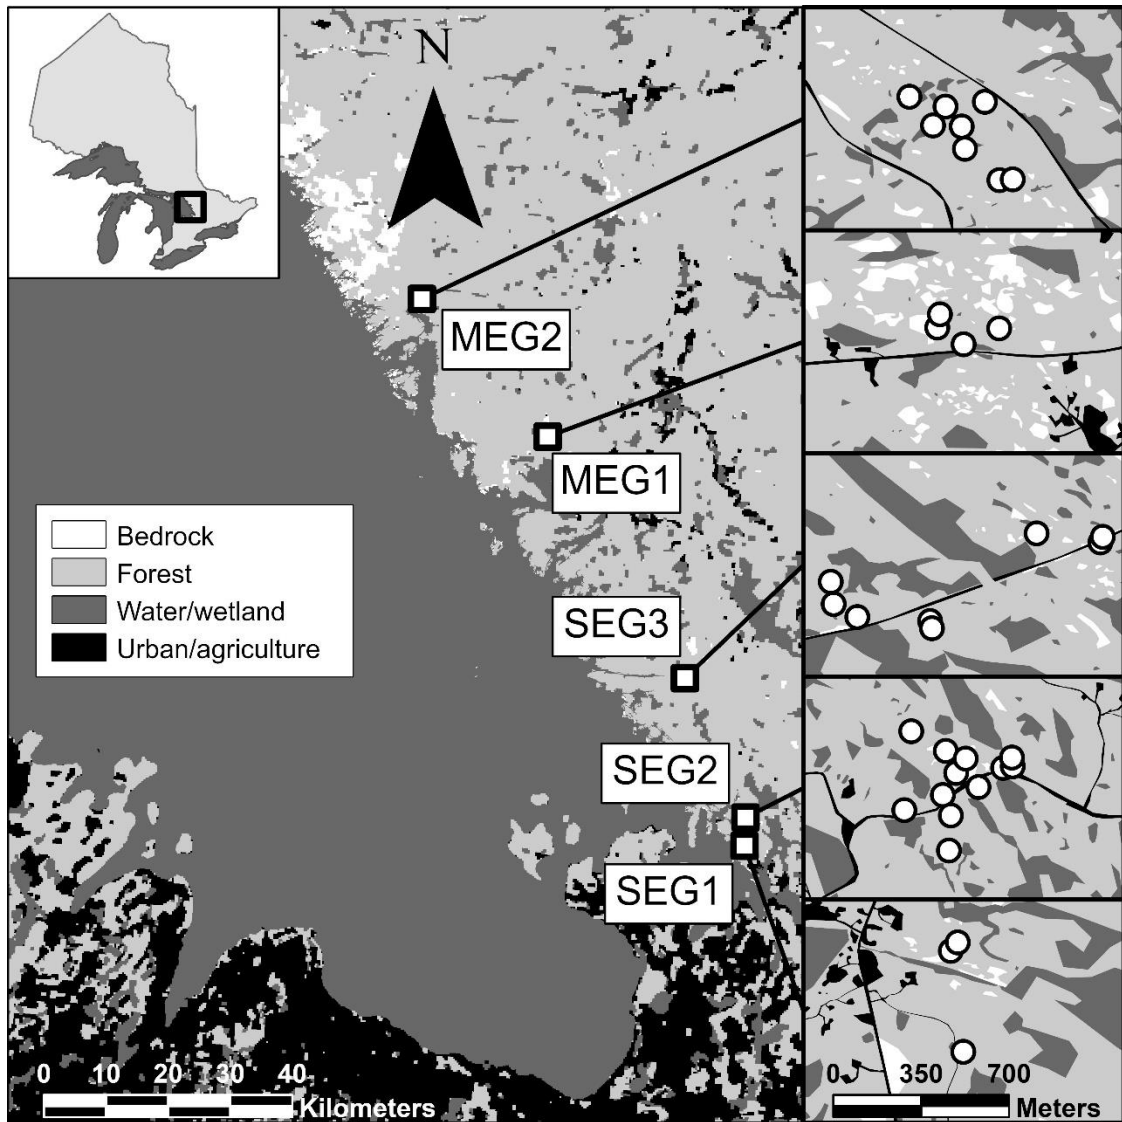 N
MEG2
MEG1
Bedrock
Forest
Water/wetland
Urban/agriculture
SEG3
SEG2
SEG1
0 10 20 30 40
Kilometers
0 350 700
Meters